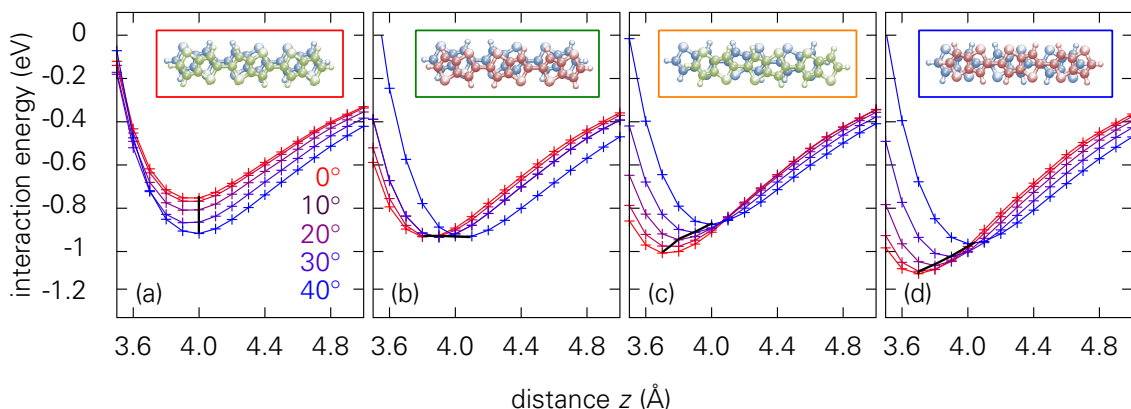 interaction energy (eV)
0
-0.2
-0.4
-0.6
-0.8
-1.0
-1.2
0°
10°
20°
30°
40°
(a)
(b)
(c)
(d)
3.6 4.0 4.4 4.8 3.6 4.0 4.4 4.8 3.6 4.0 4.4 4.8 3.6 4.0 4.4 4.8
distance z (Å)